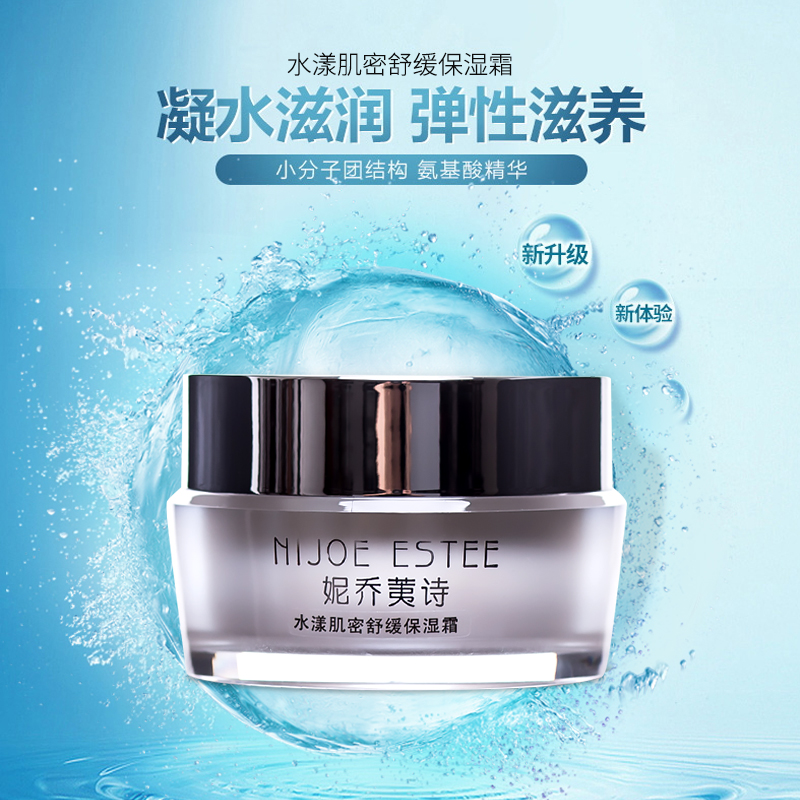 水漾肌密舒缓保湿霜
凝水滋润 弹性滋养
小分子团结构 氨基酸精华
新升级
新体验
NIJOE ESTEE
妮乔荑诗
水漾肌密舒缓保湿霜